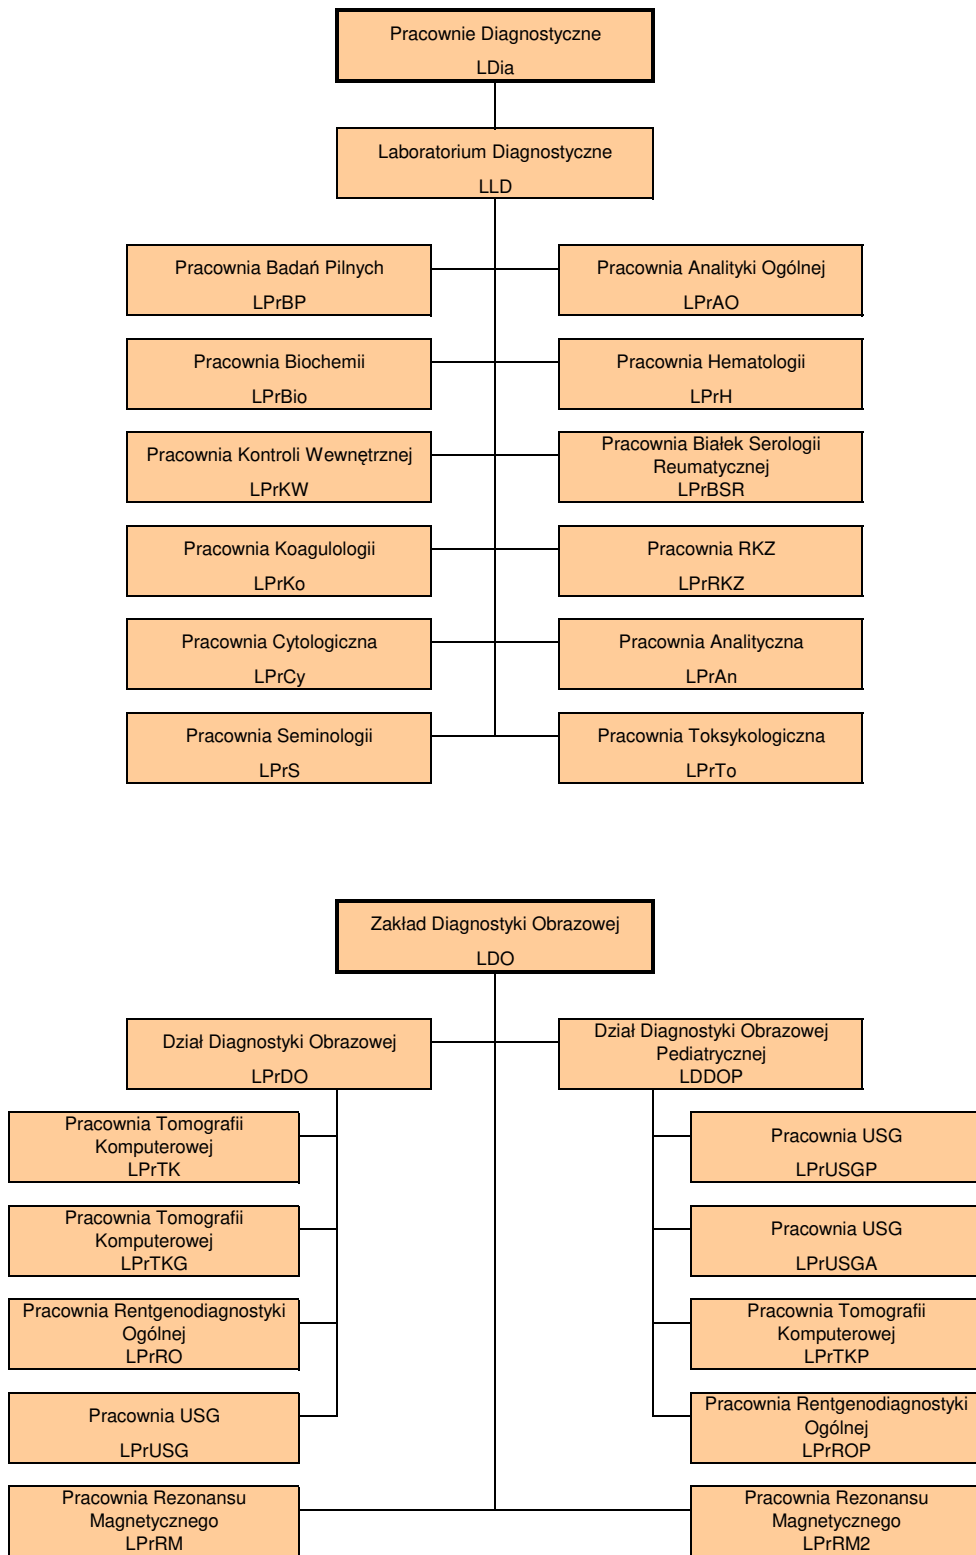 Pracownie Diagnostyczne
LDia
Laboratorium Diagnostyczne
LLD
Pracownia Badań Pilnych
LPrBP
Pracownia Analityki Ogólnej
LPrAO
Pracownia Biochemii
LPrBio
Pracownia Hematologii
LPrH
Pracownia Kontroli Wewnętrznej
LPrKW
Pracownia Białek Serologii
Reumatycznej
LPrBSR
Pracownia Koagulologii
LPrKo
Pracownia RKZ
LPrRKZ
Pracownia Cytologiczna
LPrCy
Pracownia Analityczna
LPrAn
Pracownia Seminologii
LPrS
Pracownia Toksykologiczna
LPrTo
Zakład Diagnostyki Obrazowej
LDO
Dział Diagnostyki Obrazowej
LPrDO
Dział Diagnostyki Obrazowej
Pediatrycznej
LDDOP
Pracownia Tomografii
Komputerowej
LPrTK
Pracownia USG
LPrUSGP
Pracownia Tomografii
Komputerowej
LPrTKG
Pracownia USG
LPrUSGA
Pracownia Rentgenodiagnostyki
Ogólnej
LPrRO
Pracownia Tomografii
Komputerowej
LPrTKP
Pracownia USG
LPrUSG
Pracownia Rentgenodiagnostyki
Ogólnej
LPrROP
Pracownia Rezonansu
Magnetycznego
LPrRM
Pracownia Rezonansu
Magnetycznego
LPrRM2